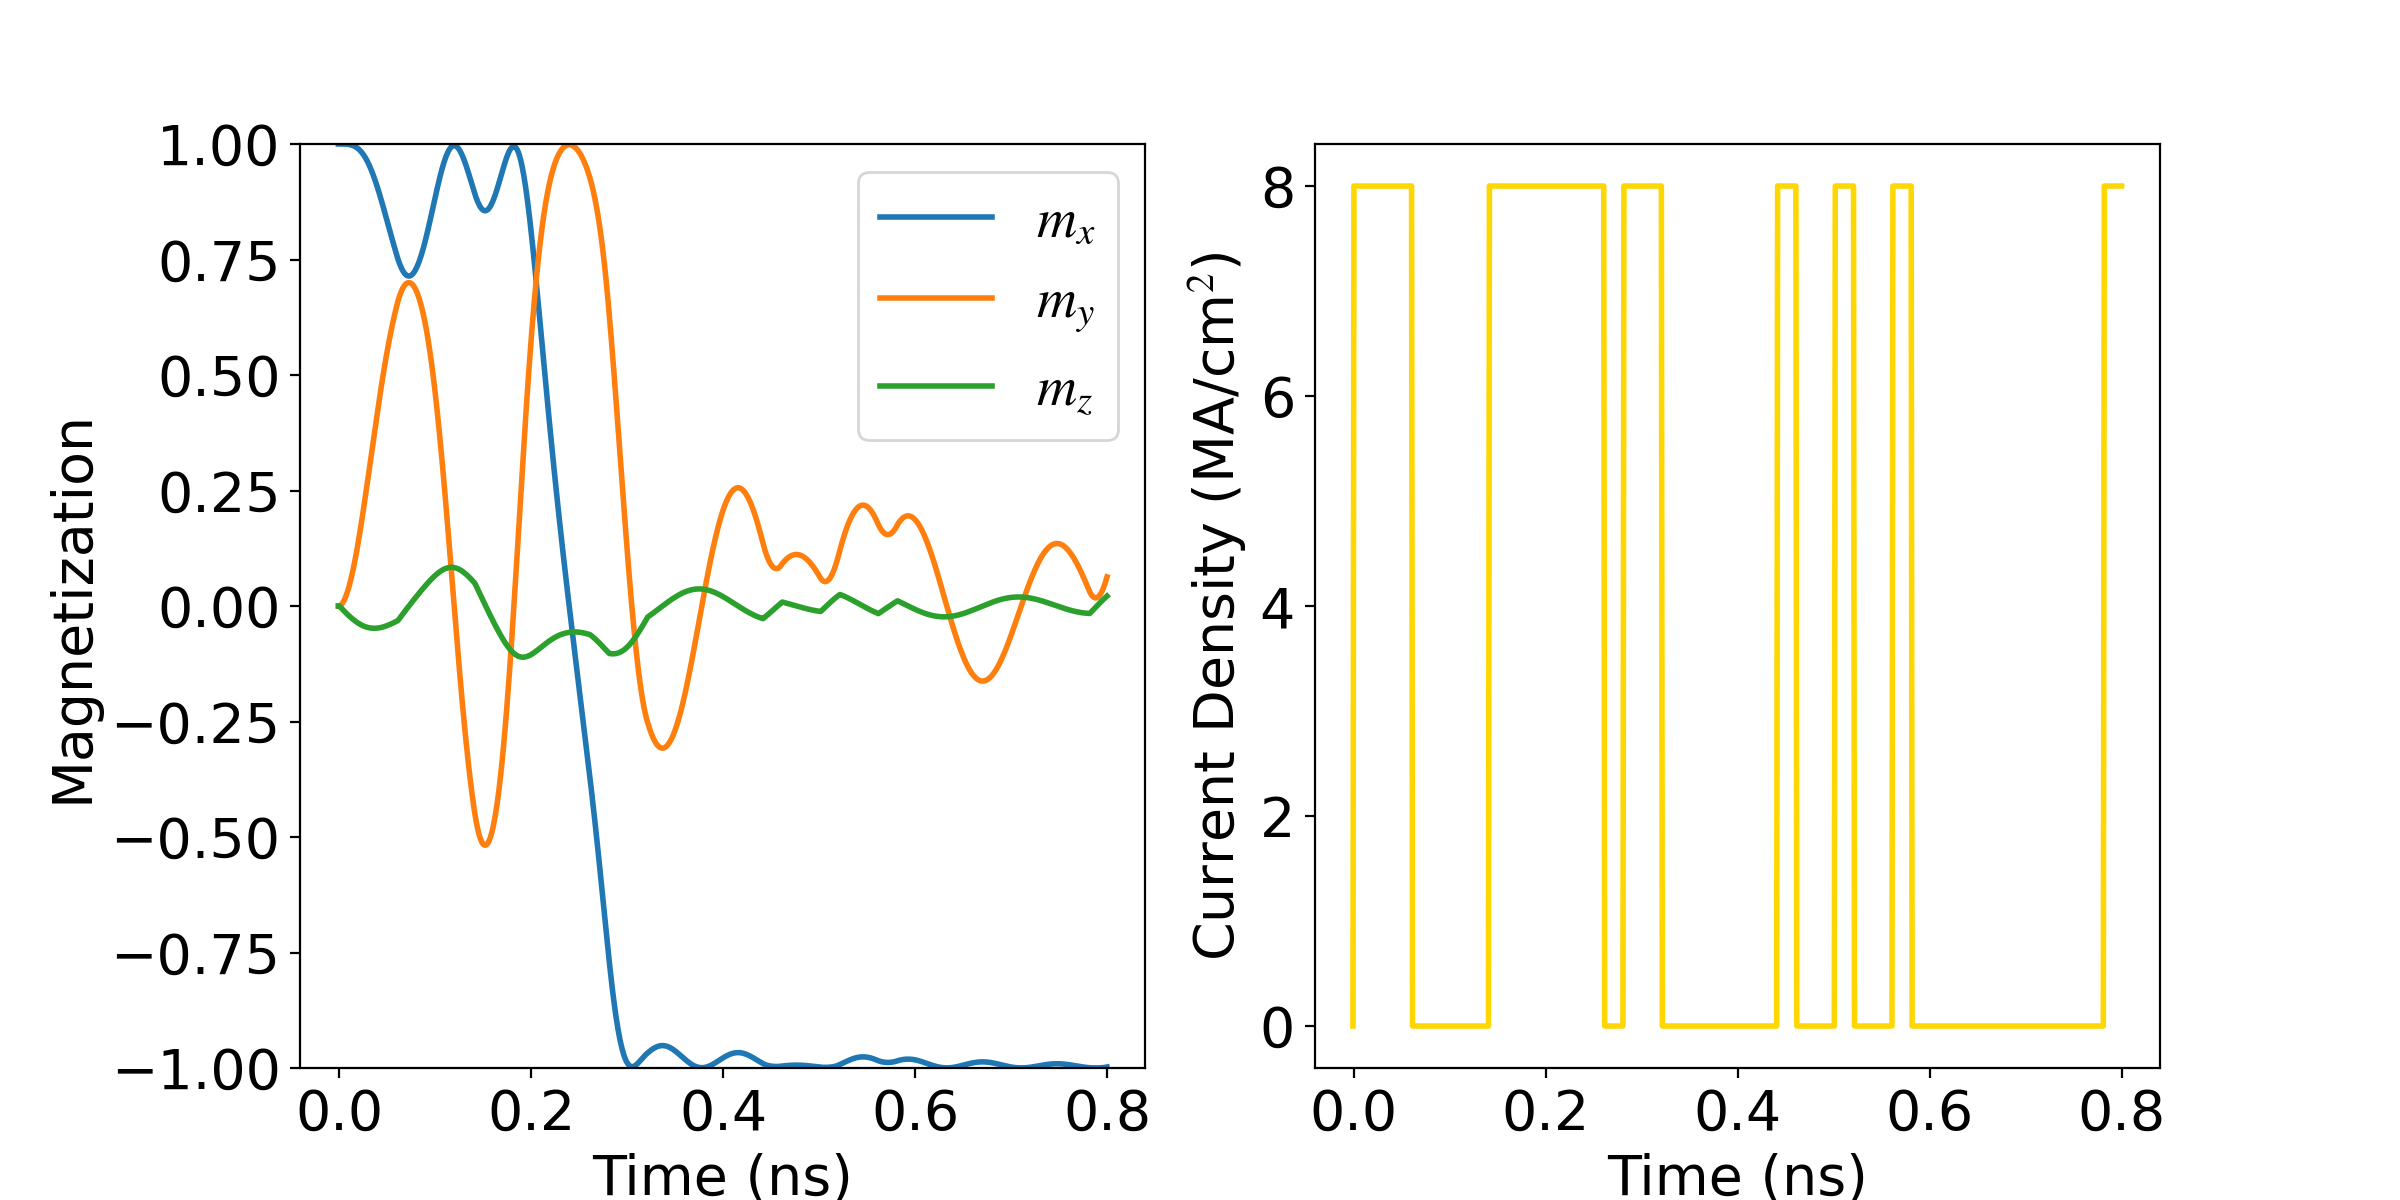 Magnetization
1.00
0.75
0.50
0.25
0.00
−0.25
−0.50
−0.75
−1.00
0.0 0.2 0.4 0.6 0.8
Time (ns)
m_x
m_y
m_z
Current Density (MA/cm²)
8
6
4
2
0
0.0 0.2 0.4 0.6 0.8
Time (ns)